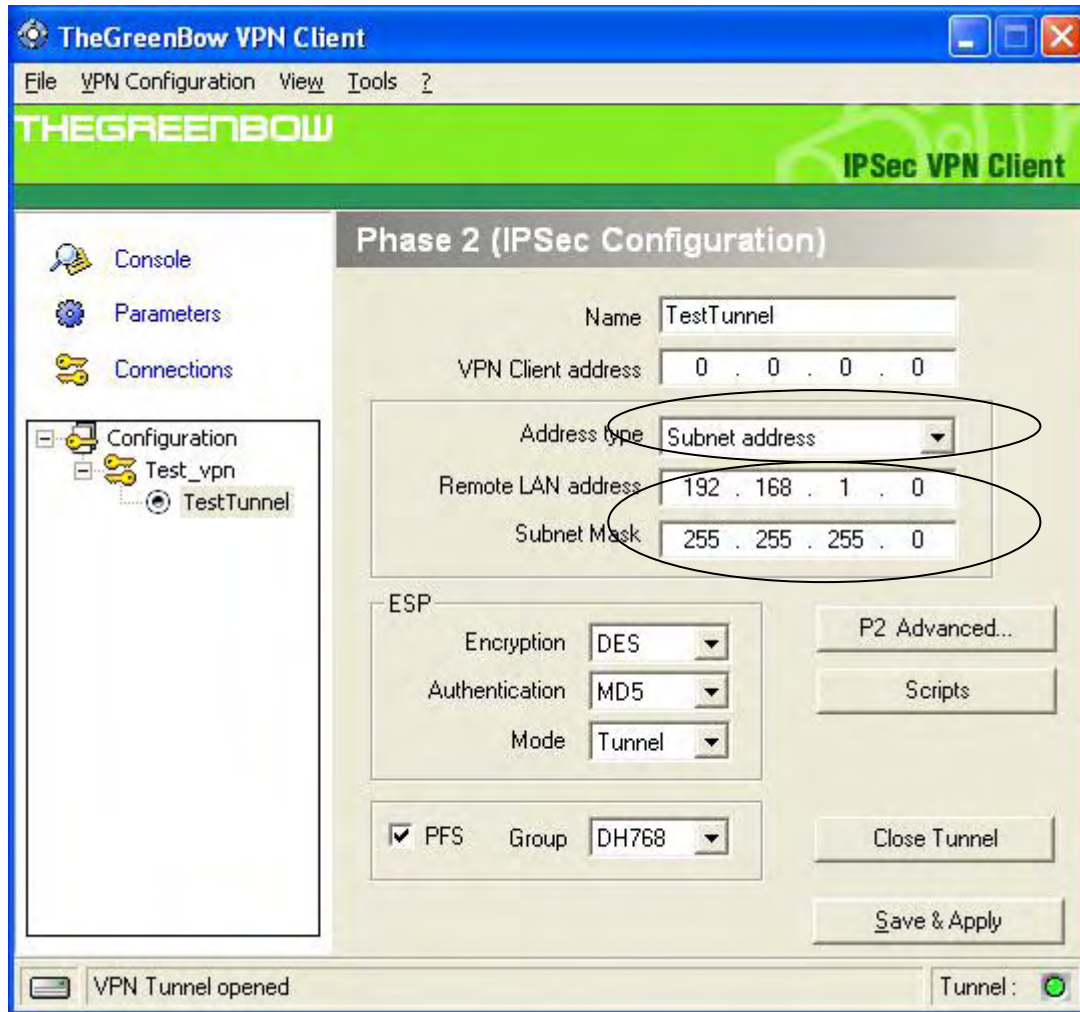 TheGreenBow VPN Client
File VPN Configuration View Tools ?
THEGREENBOW
IPSec VPN Client
Console
Parameters
Connections
Configuration
Test_vpn
TestTunnel
Phase 2 (IPSec Configuration)
Name TestTunnel
VPN Client address 0 . 0 . 0 . 0
Address type Subnet address
Remote LAN address 192 . 168 . 1 . 0
Subnet Mask 255 . 255 . 255 . 0
ESP
Encryption DES
Authentication MD5
Mode Tunnel
P2 Advanced...
Scripts
PFS Group DH768
Close Tunnel
Save & Apply
VPN Tunnel opened Tunnel :